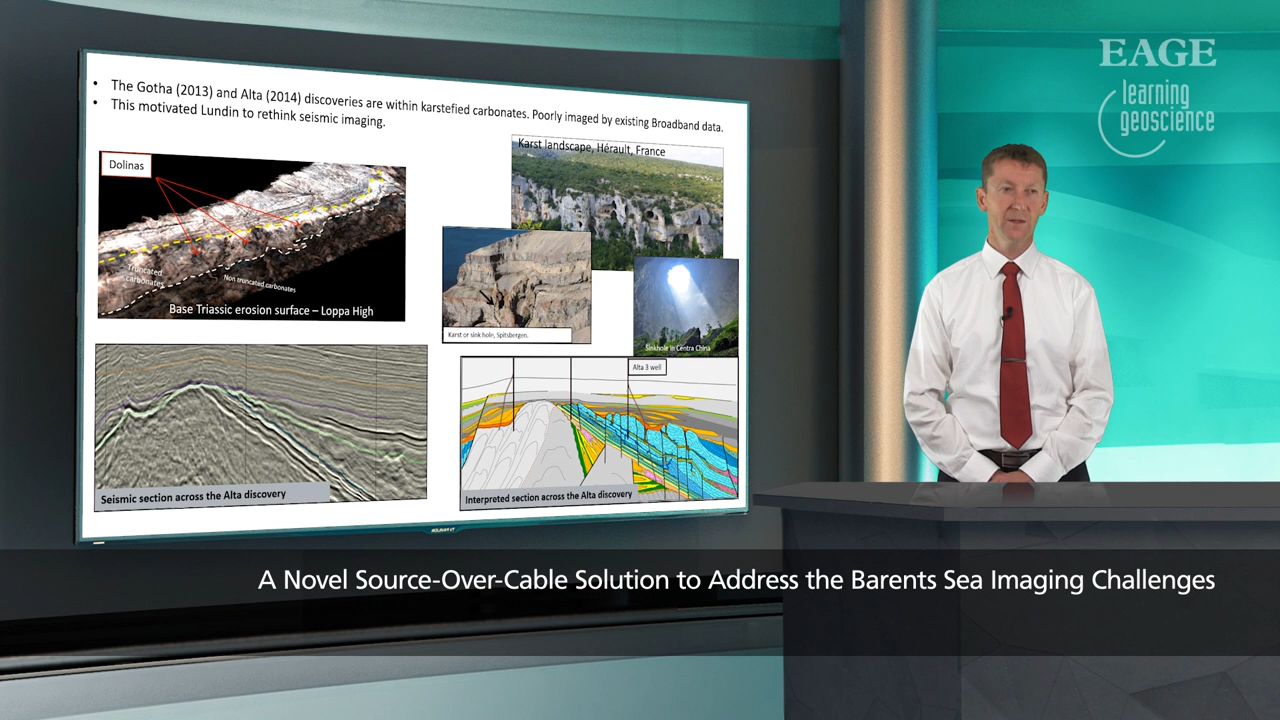 EAGE
learning
geoscience
• The Gotha (2013) and Alta (2014) discoveries are within karstefied carbonates. Poorly imaged by existing Broadband data.
• This motivated Lundin to rethink seismic imaging.
Dolinas
Truncated
carbonates
Non truncated carbonates
Base Triassic erosion surface – Loppa High
Karst landscape, Hérault, France
Karst or sink hole, Spitsbergen.
Sinkhole in Centra China
Alta 3 well
Seismic section across the Alta discovery
Interpreted section across the Alta discovery
A Novel Source-Over-Cable Solution to Address the Barents Sea Imaging Challenges